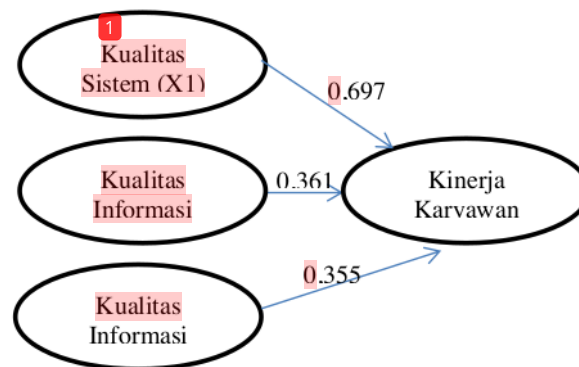 1
Kualitas
Sistem (X1)
0.697
Kualitas
Informasi
0.361
Kinerja
Karyawan
0.355
Kualitas
Informasi